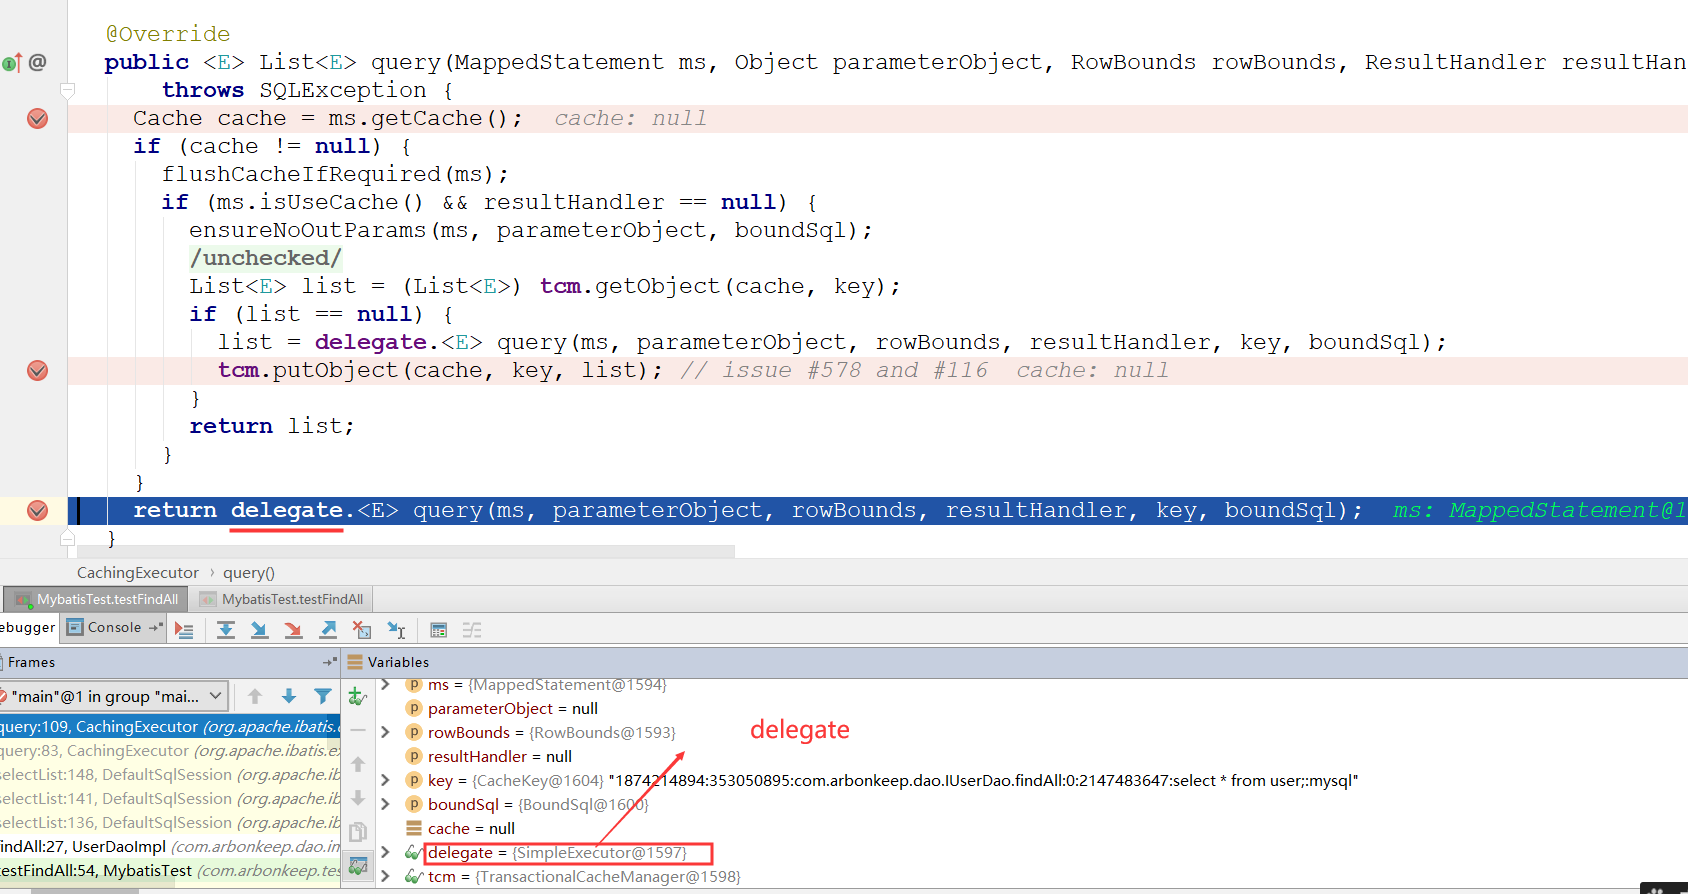 @Override
public <E> List<E> query(MappedStatement ms, Object parameterObject, RowBounds rowBounds, ResultHandler resultHan
throws SQLException {
Cache cache = ms.getCache();  cache: null
if (cache != null) {
flushCacheIfRequired(ms);
if (ms.isUseCache() && resultHandler == null) {
ensureNoOutParams(ms, parameterObject, boundSql);
/unchecked/
List<E> list = (List<E>) tcm.getObject(cache, key);
if (list == null) {
list = delegate.<E> query(ms, parameterObject, rowBounds, resultHandler, key, boundSql);
tcm.putObject(cache, key, list); // issue #578 and #116  cache: null
}
return list;
}
}
return delegate.<E> query(ms, parameterObject, rowBounds, resultHandler, key, boundSql);  ms: MappedStatement@1
}
CachingExecutor › query()
MybatisTest.testFindAll MybatisTest.testFindAll
ebugger Console
Frames
"main"@1 in group "mai...
query:109, CachingExecutor (org.apache.ibatis.
query:83, CachingExecutor (org.apache.ibatis.ex
selectList:148, DefaultSqlSession (org.apache.ib
selectList:141, DefaultSqlSession (org.apache.ib
selectList:136, DefaultSqlSession (org.apache.ib
indAll:27, UserDaoImpl (com.arbonkeep.dao.in
testFindAll:54, MybatisTest (com.arbonkeep.tes
Variables
ms = {MappedStatement@1594}
parameterObject = null
rowBounds = {RowBounds@1593}
resultHandler = null
key = {CacheKey@1604} "1874214894:353050895:com.arbonkeep.dao.IUserDao.findAll:0:2147483647:select * from user;:mysql"
boundSql = {BoundSql@1600}
cache = null
delegate = {SimpleExecutor@1597}
tcm = {TransactionalCacheManager@1598}
delegate